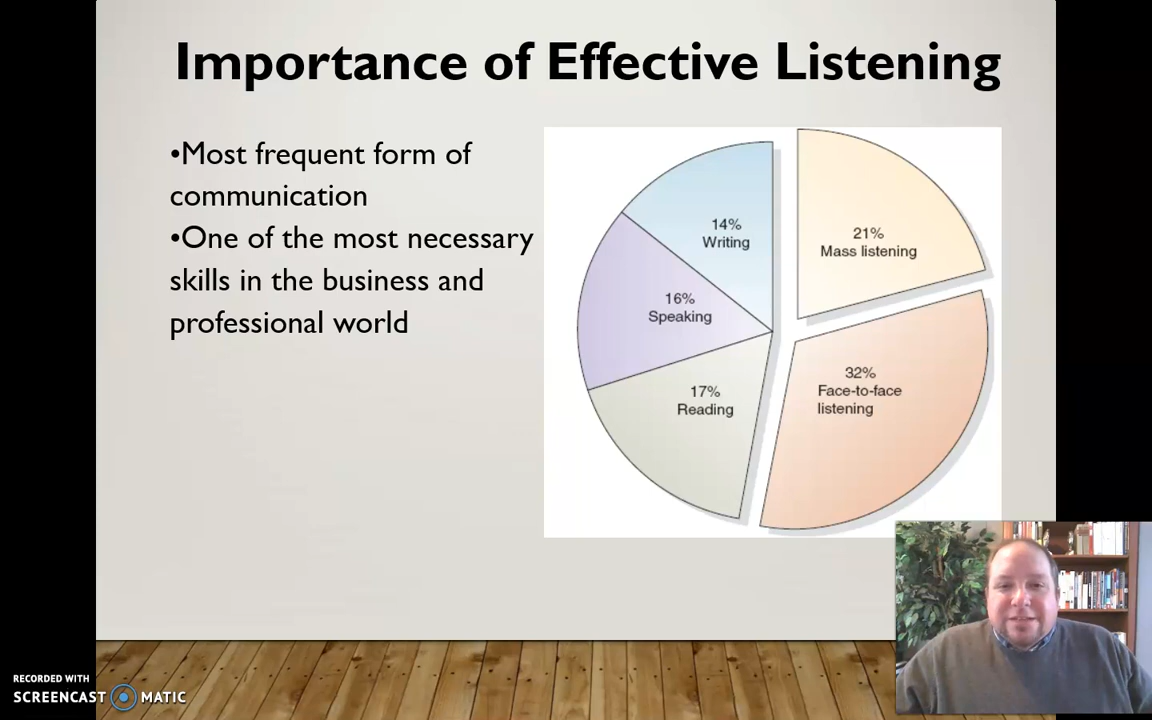 Importance of Effective Listening
•Most frequent form of
communication
•One of the most necessary
skills in the business and
professional world
14%
Writing
21%
Mass listening
16%
Speaking
32%
Face-to-face
listening
17%
Reading
RECORDED WITH
SCREENCAST MATIC